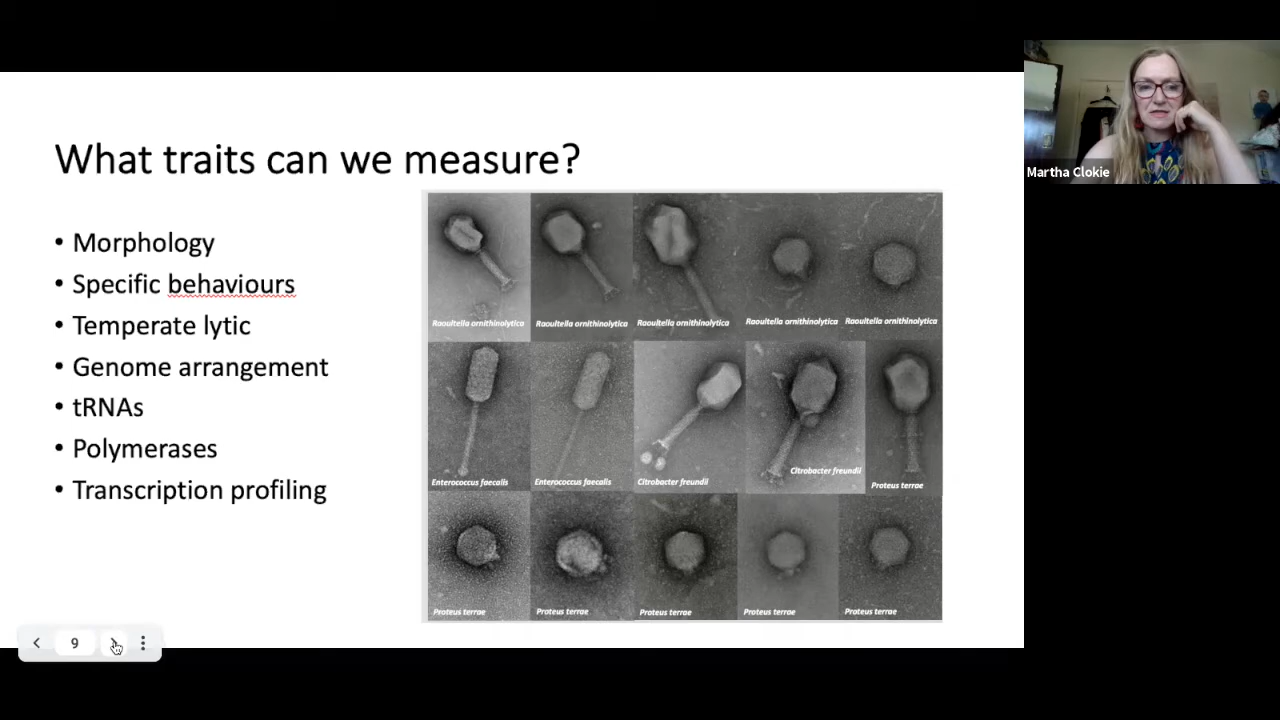 What traits can we measure?
• Morphology
• Specific behaviours
• Temperate lytic
• Genome arrangement
• tRNAs
• Polymerases
• Transcription profiling
Raoultella ornithinolytica
Raoultella ornithinolytica
Raoultella ornithinolytica
Raoultella ornithinolytica
Raoultella ornithinolytica
Enterococcus faecalis
Enterococcus faecalis
Citrobacter freundii
Citrobacter freundii
Proteus terrae
Proteus terrae
Proteus terrae
Proteus terrae
Proteus terrae
Proteus terrae
9
Martha Clokie